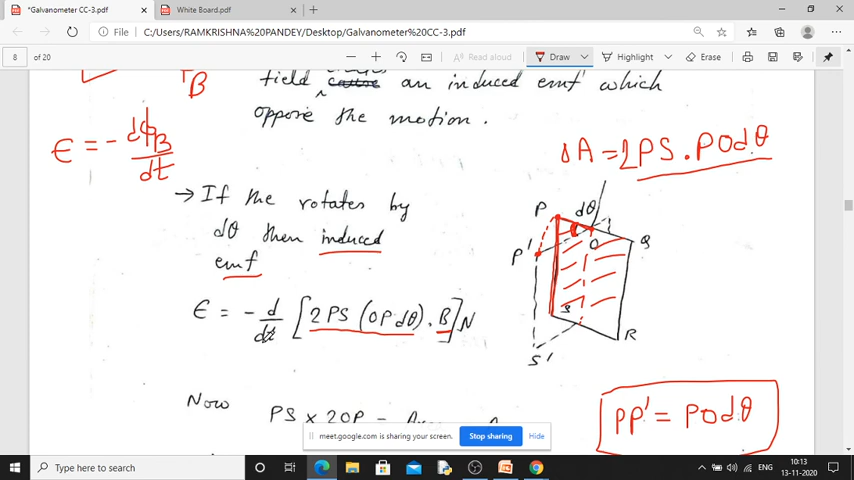 *Galvanometer CC-3.pdf
White Board.pdf
File C:/Users/RAMKRISHNA%20PANDEY/Desktop/Galvanometer%20CC-3.pdf
8 of 20
Read aloud
Draw
Highlight
Erase
B
field an induced emf which
oppose the motion.
ϵ = - dϕB/dt
ΔA = 2PS . POdθ
→ If the rotates by
dθ then induced
emf
ϵ = - d/dt [2PS (OP dθ) . B] N
P
dθ
P'
O
Q
S
R
S'
PP' = POdθ
Now PS × 2OP =
meet.google.com is sharing your screen.
Stop sharing
Hide
Type here to search
ENG
10:13
13-11-2020